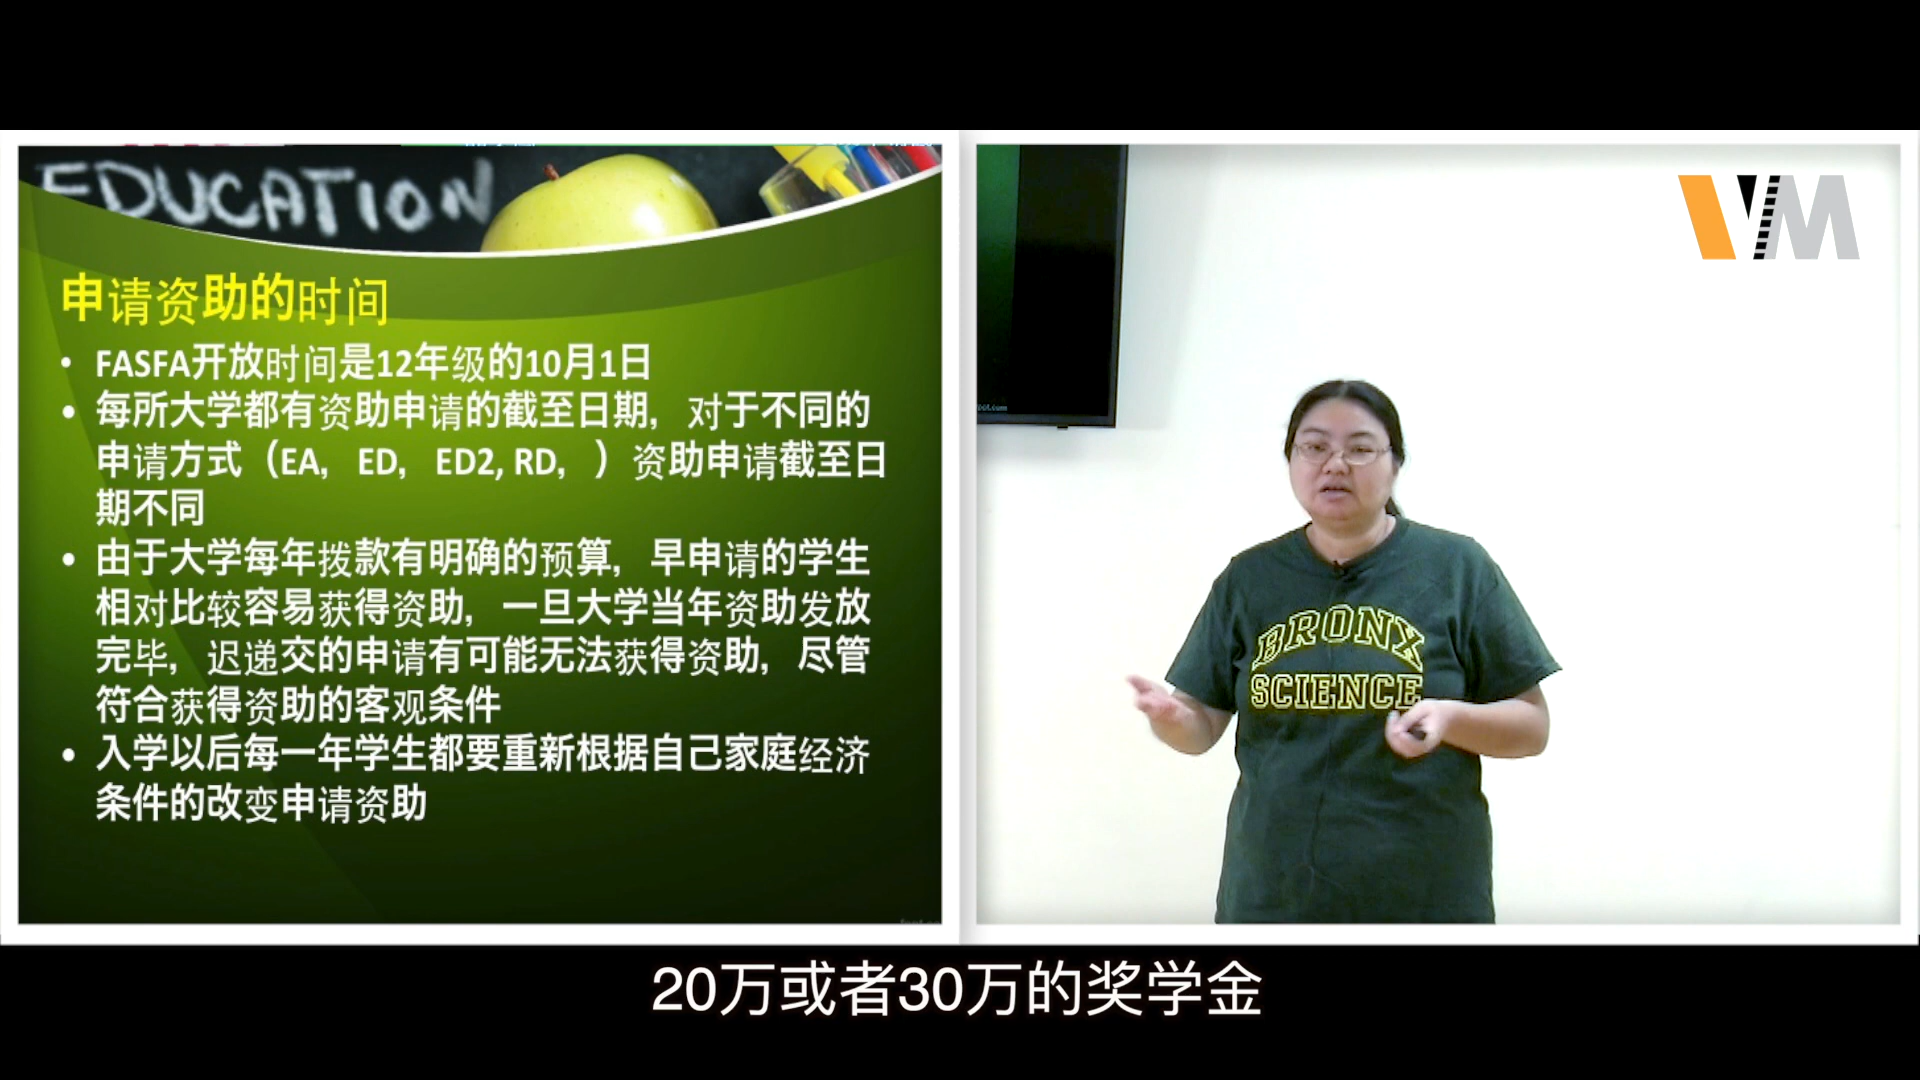 EDUCATION
申请资助的时间
• FASFA开放时间是12年级的10月1日
• 每所大学都有资助申请的截至日期，对于不同的
申请方式（EA，ED，ED2, RD，）资助申请截至日
期不同
• 由于大学每年拨款有明确的预算，早申请的学生
相对比较容易获得资助，一旦大学当年资助发放
完毕，迟递交的申请有可能无法获得资助，尽管
符合获得资助的客观条件
• 入学以后每一年学生都要重新根据自己家庭经济
条件的改变申请资助
VM
BRONX
SCIENCE
20万或者30万的奖学金